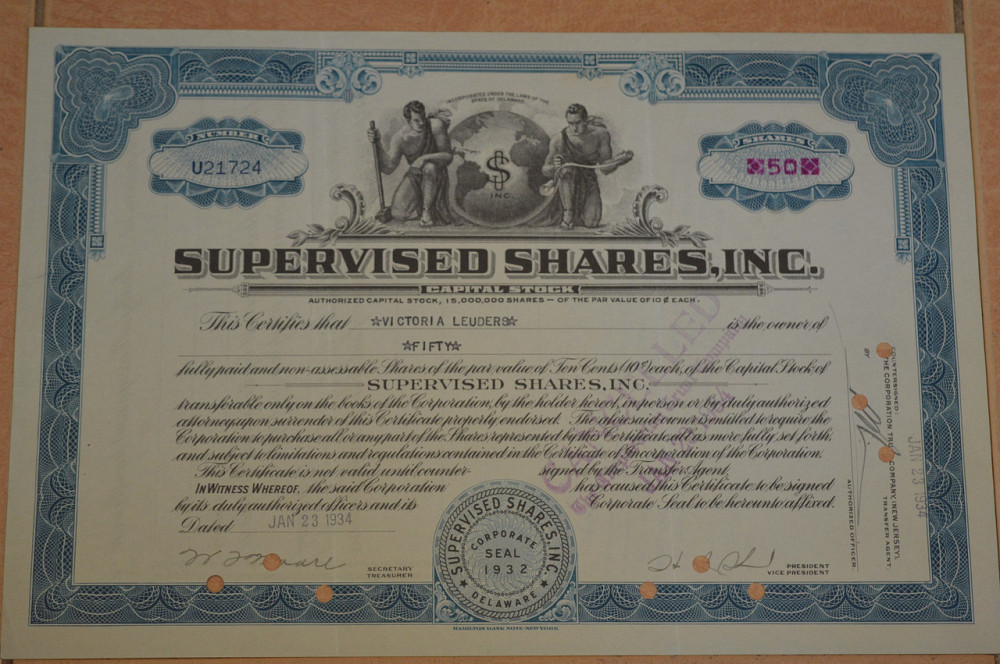 INCORPORATED UNDER THE LAWS OF THE
STATE OF DELAWARE
NUMBER
U21724
SHARES
50
$
INC.
SUPERVISED SHARES, INC.
CAPITAL STOCK
AUTHORIZED CAPITAL STOCK, 15,000,000 SHARES — OF THE PAR VALUE OF 10¢ EACH.
This Certifies that ☆VICTORIA LEUDERS☆ is the owner of
☆FIFTY☆
fully paid and non-assessable Shares of the par value of Ten Cents (10¢) each, of the Capital Stock of
SUPERVISED SHARES, INC.
transferable only on the books of the Corporation, by the holder hereof, in person or by duly authorized
attorney upon surrender of this Certificate properly endorsed. The aforesaid owner is entitled to require the
Corporation to purchase all or any part of the Shares represented by this Certificate, all as more fully set forth,
and subject to limitations and regulations contained in the Certificate of Incorporation of the Corporation.
This Certificate is not valid until countersigned by the Transfer Agent.
IN WITNESS WHEREOF, the said Corporation has caused this Certificate to be signed
by its duly authorized officers and its Corporate Seal to be hereunto affixed.
Dated JAN 23 1934
SECRETARY
TREASURER
SUPERVISED SHARES, INC.
CORPORATE
SEAL
1932
DELAWARE
PRESIDENT
VICE PRESIDENT
COUNTERSIGNED:
THE CORPORATION TRUST COMPANY (NEW JERSEY),
TRANSFER AGENT.
BY
AUTHORIZED OFFICER.
JAN 23 1934
HAMILTON BANK NOTE NEW YORK